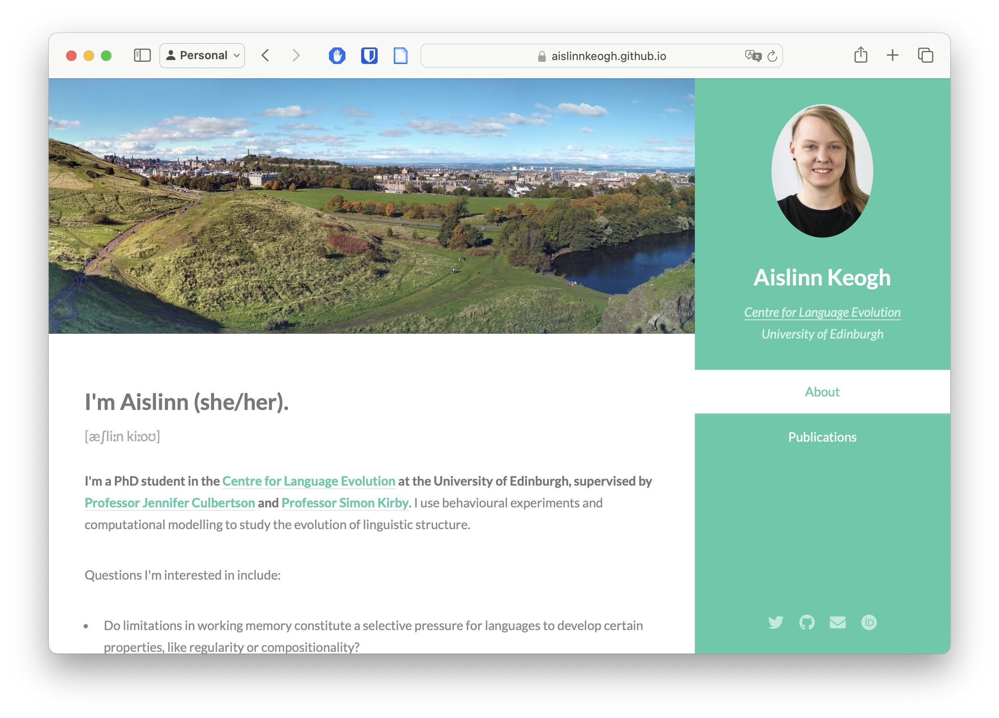 Personal
aislinnkeogh.github.io
Aislinn Keogh
Centre for Language Evolution
University of Edinburgh
About
Publications
I'm Aislinn (she/her).
[æʃliːn kiːoʊ]
I'm a PhD student in the Centre for Language Evolution at the University of Edinburgh, supervised by
Professor Jennifer Culbertson and Professor Simon Kirby. I use behavioural experiments and
computational modelling to study the evolution of linguistic structure.
Questions I'm interested in include:
• Do limitations in working memory constitute a selective pressure for languages to develop certain
properties, like regularity or compositionality?
iD